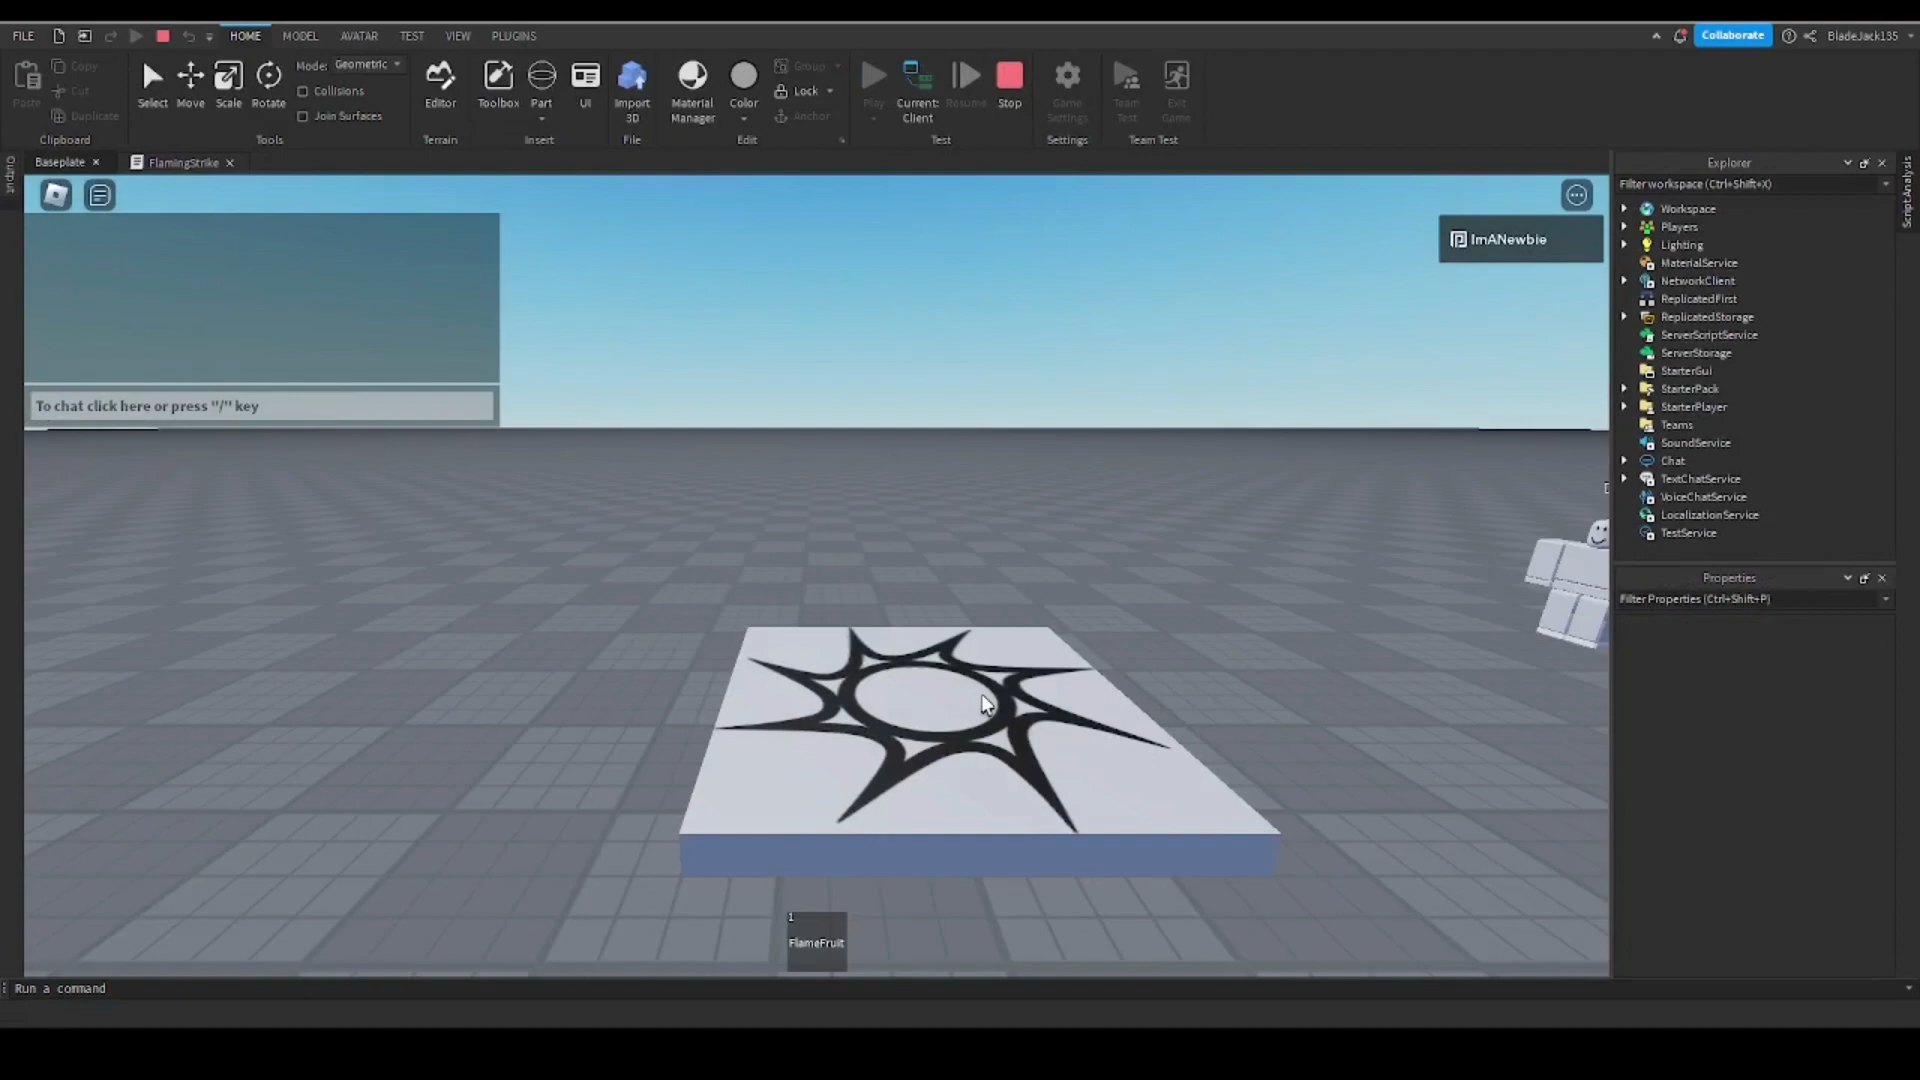 FILE HOME MODEL AVATAR TEST VIEW PLUGINS Collaborate BladeJack135
Paste Copy Cut Duplicate Clipboard
Select Move Scale Rotate Mode: Geometric Collisions Join Surfaces Tools
Editor Terrain
Toolbox Part UI Insert
Import 3D File
Material Manager Color Group Lock Anchor Edit
Play Current: Client Resume Stop Test
Game Settings Settings
Team Test Exit Game Team Test
Output
Baseplate
FlamingStrike
To chat click here or press "/" key
ImANewbie
1
FlameFruit
Explorer
Filter workspace (Ctrl+Shift+X)
Workspace
Players
Lighting
MaterialService
NetworkClient
ReplicatedFirst
ReplicatedStorage
ServerScriptService
ServerStorage
StarterGui
StarterPack
StarterPlayer
Teams
SoundService
Chat
TextChatService
VoiceChatService
LocalizationService
TestService
Properties
Filter Properties (Ctrl+Shift+P)
Script Analysis
Run a command